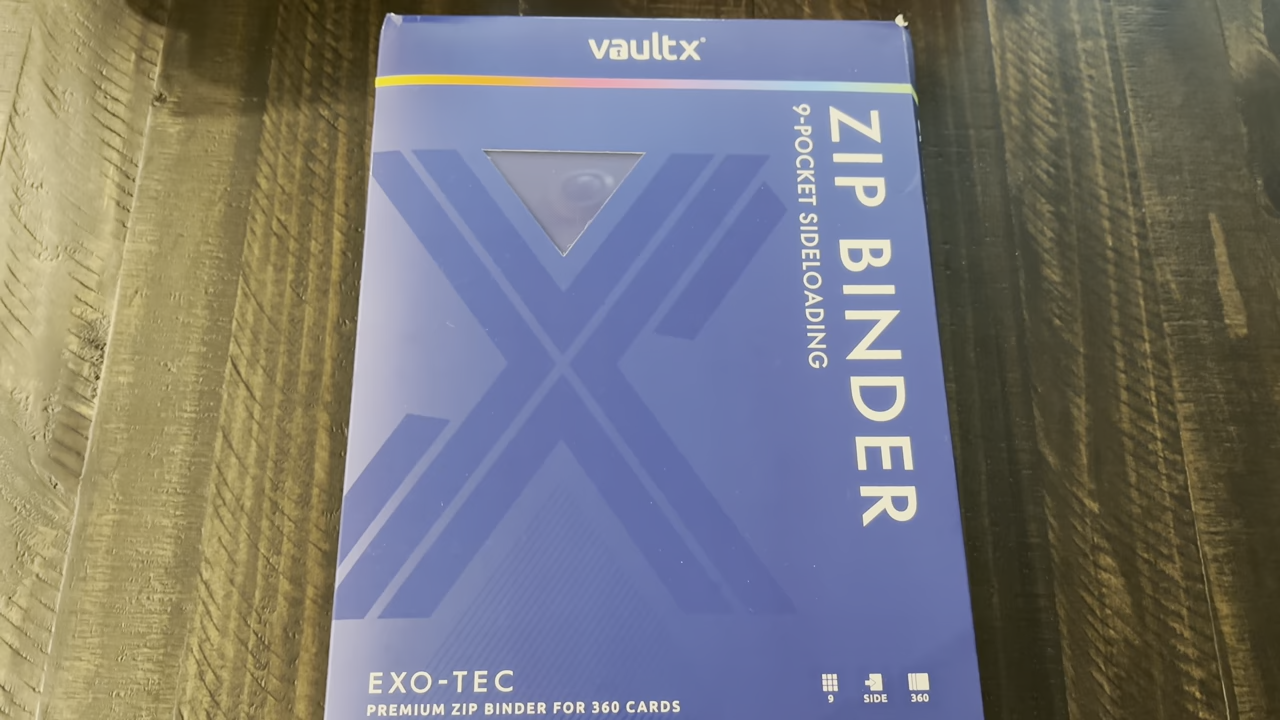 vaultx®
ZIP BINDER
9-POCKET SIDELOADING
EXO-TEC
PREMIUM ZIP BINDER FOR 360 CARDS
9
SIDE
360